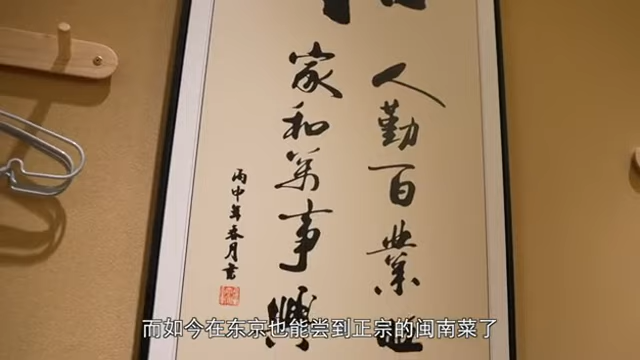 人勤百業
家和萬事興
丙申年春月書
而如今在东京也能尝到正宗的闽南菜了